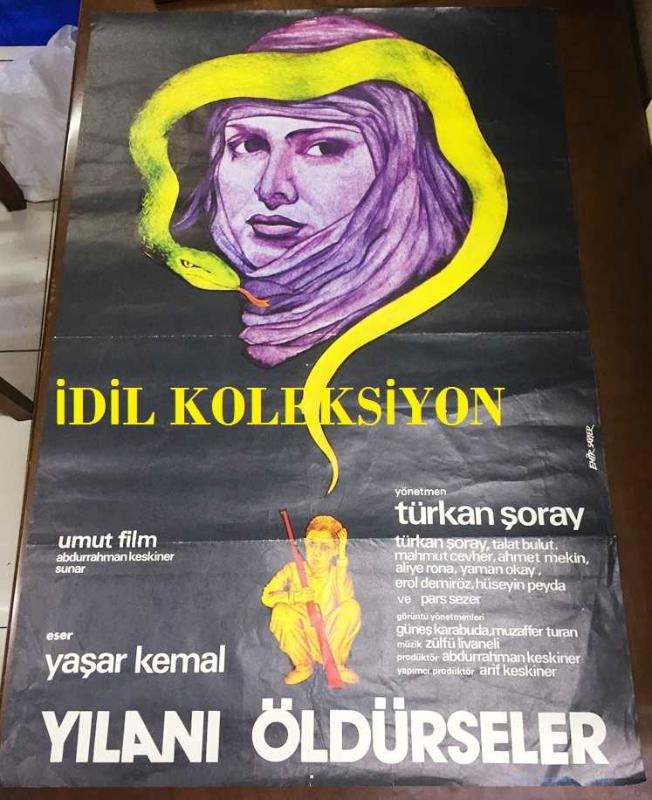 İDİL KOLEKSİYON
EMİR SABER
yönetmen
türkan şoray
türkan şoray, talat bulut,
mahmut cevher, ahmet mekin,
aliye rona, yaman okay,
erol demiröz, hüseyin peyda
ve pars sezer
umut film
abdurrahman keskiner
sunar
görüntü yönetmenleri
güneş karabuda, muzaffer turan
müzik zülfü livaneli
prodüktör abdurrahman keskiner
yapımcı prodüktör arif keskiner
eser
yaşar kemal
YILANI ÖLDÜRSELER